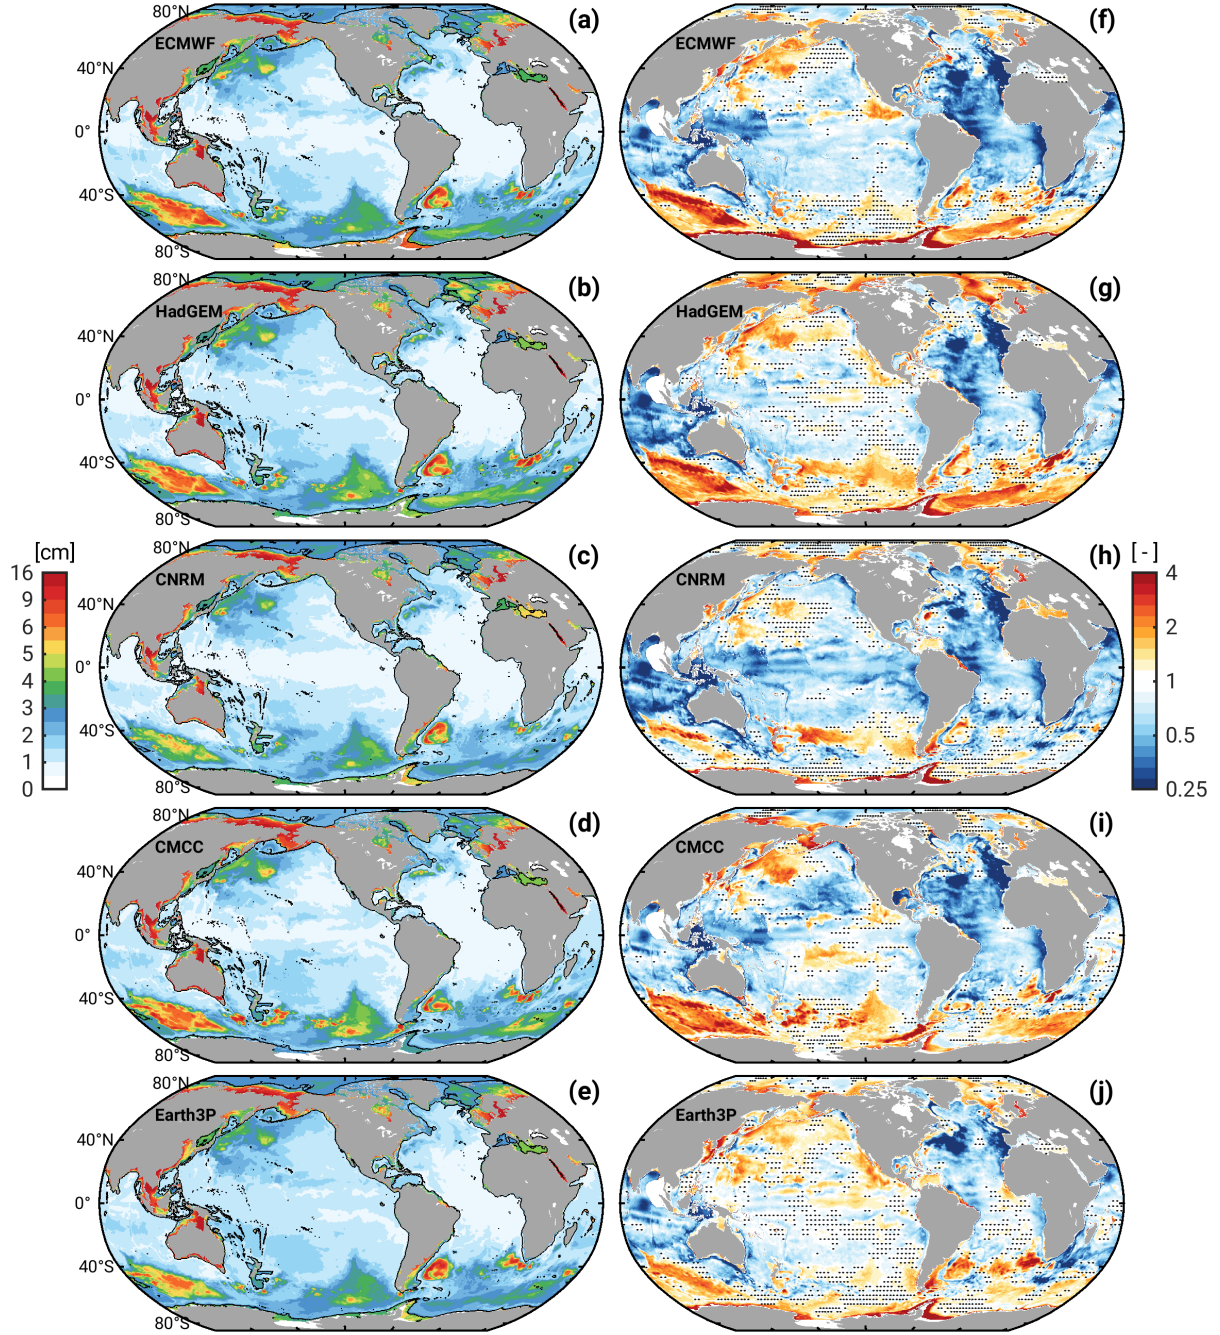 80°N
(a)
(f)
ECMWF
ECMWF
40°N
0°
40°S
80°S
80°N
(b)
(g)
HadGEM
HadGEM
40°N
0°
40°S
80°S
80°N
(c)
(h)
[cm]
[-]
CNRM
CNRM
16
9
6
6
5
4
3
2
1
0
4
2
1
0.5
0.25
40°N
0°
40°S
80°S
80°N
(d)
(i)
CMCC
CMCC
40°N
0°
40°S
80°S
80°N
(e)
(j)
Earth3P
Earth3P
40°N
0°
40°S
80°S